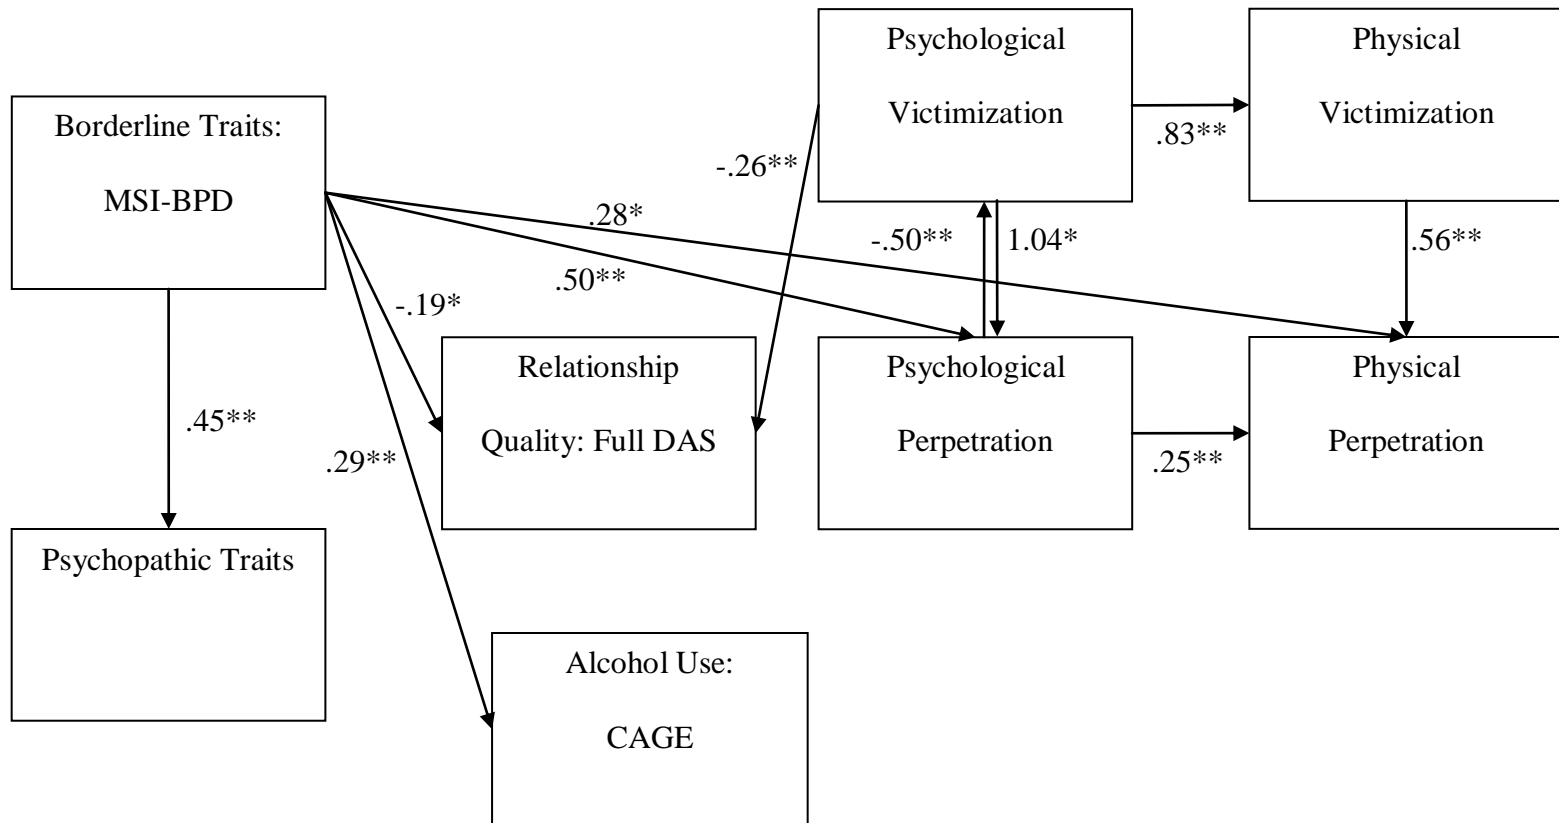 Psychological
Victimization
Physical
Victimization
.83**
Borderline Traits:
MSI-BPD
-.26**
.28*
-.50**
1.04*
.56**
.50**
-.19*
.45**
.29**
Relationship
Quality: Full DAS
Psychological
Perpetration
.25**
Physical
Perpetration
Psychopathic Traits
Alcohol Use:
CAGE